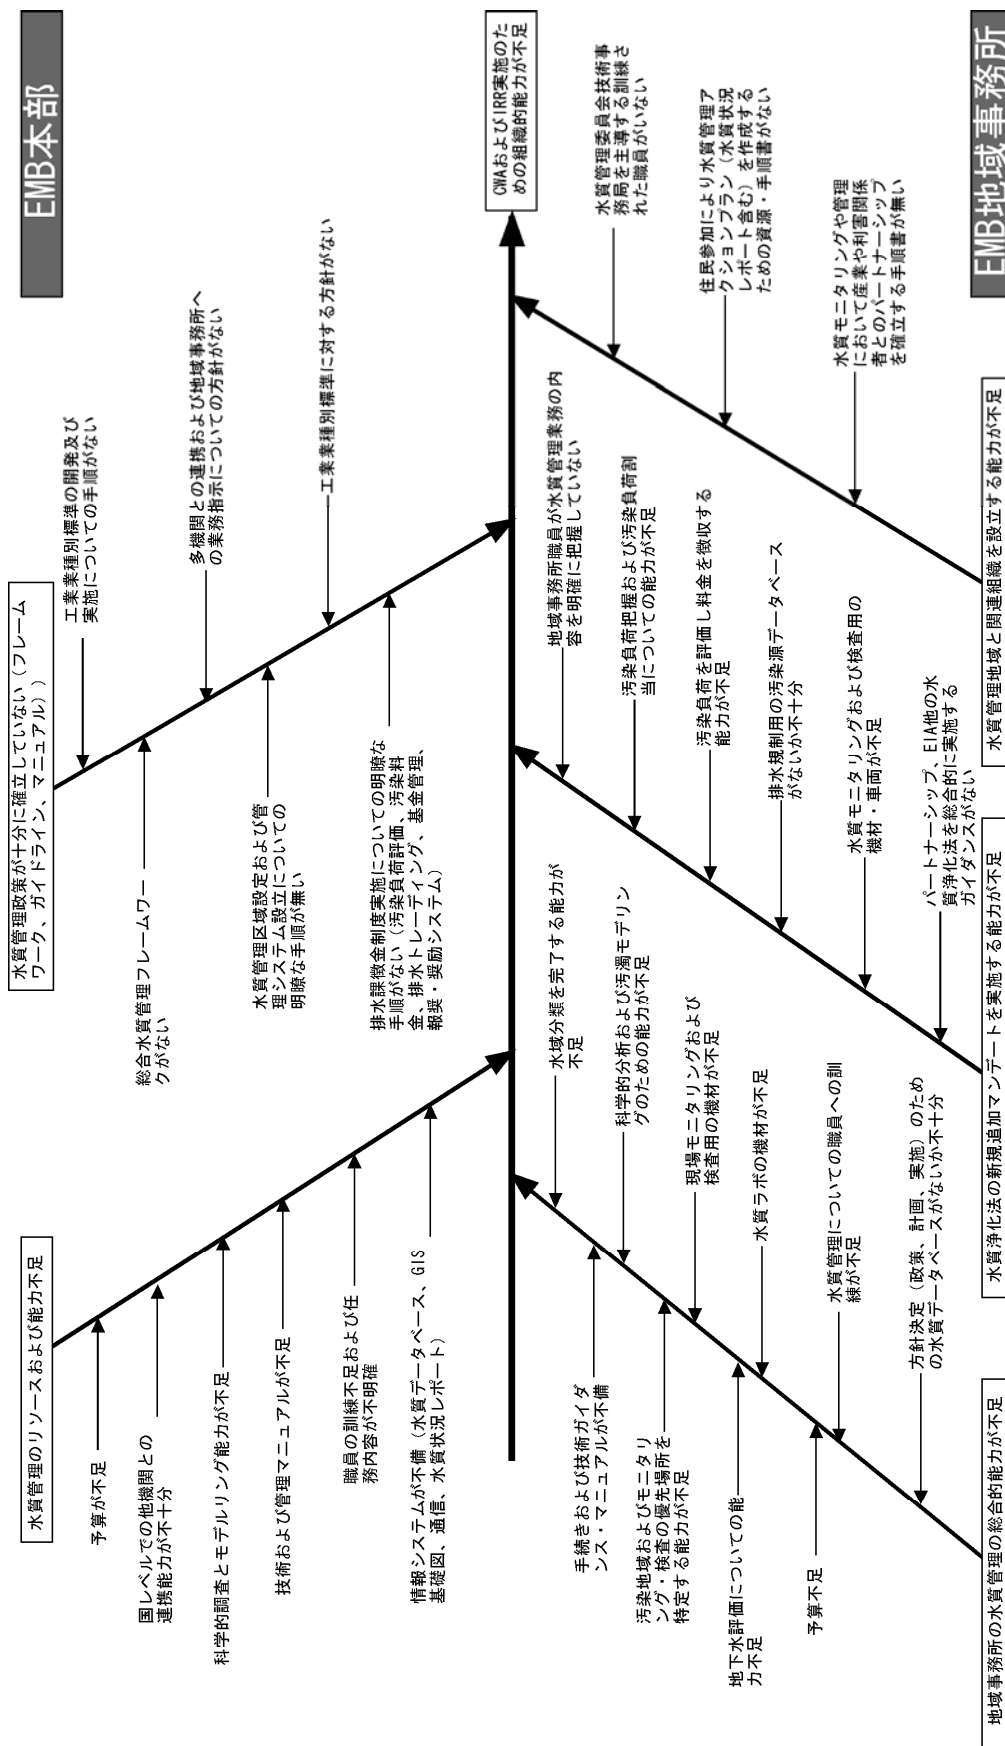 EMB本部
水質管理のリソースおよび能力不足
予算が不足
国レベルでの他機関との
連携能力が不十分
科学的調査とモデルリング能力が不足
技術および管理マニュアルが不足
職員の訓練不足および任
務内容が不明確
情報システムが不備（水質データベース、GIS
基礎図、通信、水質状況レポート）
水質管理政策が十分に確立していない（フレーム
ワーク、ガイドライン、マニュアル））
工業業種別標準の開発及び
実施についての手順がない
総合水質管理フレームワー
クがない
多機関との連携および地域事務所へ
の業務指示についての方針がない
水質管理区域設定および管
理システム設立についての
明瞭な手順が無い
工業業種別標準に対する方針がない
排水課徴金制度実施についての明瞭な
手順がない（汚染負荷評価、汚染料
金、排水トレーディング、基金管理、
報奨・奨励システム）
CWAおよびIRR実施のた
めの組織的能力が不足
水域分類を完了する能力が
不足
手続きおよび技術ガイダ
ンス・マニュアルが不備
科学的分析および汚濁モデリン
グのための能力が不足
汚染地域およびモニタリ
ング・検査の優先場所を
特定する能力が不足
現場モニタリングおよび
検査用の機材が不足
地下水評価についての能
力不足
水質ラボの機材が不足
予算不足
水質管理についての職員への訓
練が不足
方針決定（政策、計画、実施）のため
の水質データベースがないか不十分
地域事務所の水質管理の総合的能力が不足
地域事務所職員が水質管理業務の内
容を明確に把握していない
汚染負荷把握および汚染負荷割
当についての能力が不足
汚染負荷を評価し料金を徴収する
能力が不足
排水規制用の汚染源データベース
がないか不十分
水質モニタリングおよび検査用の
機材・車両が不足
パートナーシップ、EIA他の水
質浄化法を総合的に実施する
ガイダンスがない
水質浄化法の新規追加マンデートを実施する能力が不足
水質管理委員会技術事
務局を主導する訓練さ
れた職員がいない
住民参加により水質管理ア
クションプラン（水質状況
レポート含む）を作成する
ための資源・手順書がない
水質モニタリングや管理
において産業や利害関係
者とのパートナーシップ
を確立する手順書が無い
水質管理地域と関連組織を設立する能力が不足
EMB地域事務所